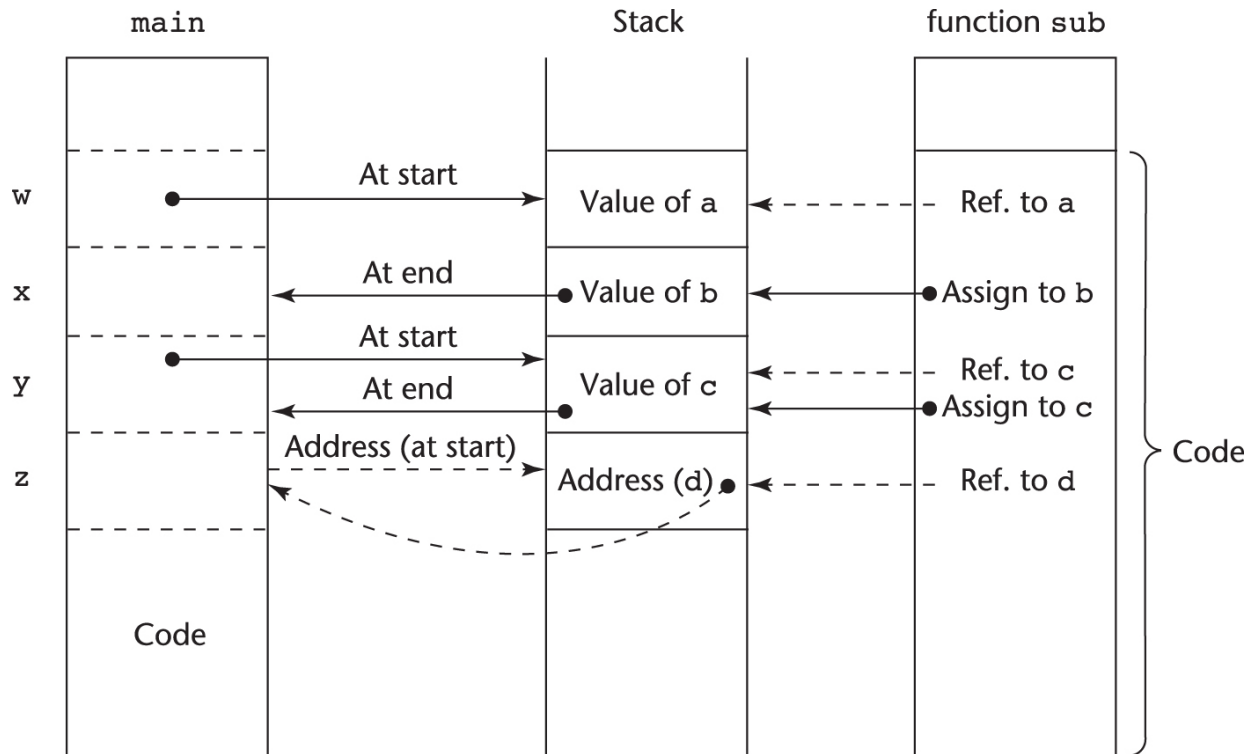 main
Stack
function sub
w
At start
Value of a
Ref. to a
x
At end
Value of b
Assign to b
y
At start
At end
Value of c
Ref. to c
Assign to c
z
Address (at start)
Address (d)
Ref. to d
Code
Code